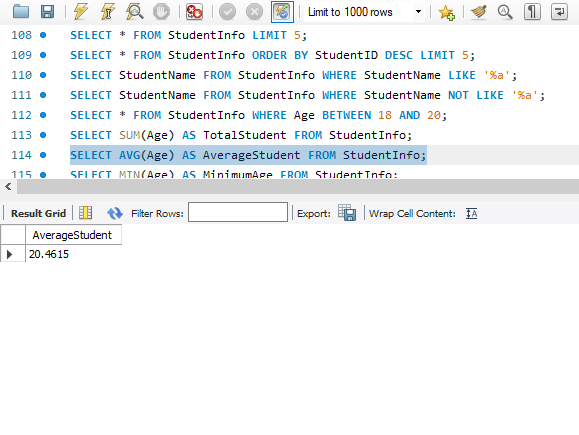 Limit to 1000 rows
108 SELECT * FROM StudentInfo LIMIT 5;
109 SELECT * FROM StudentInfo ORDER BY StudentID DESC LIMIT 5;
110 SELECT StudentName FROM StudentInfo WHERE StudentName LIKE '%a';
111 SELECT StudentName FROM StudentInfo WHERE StudentName NOT LIKE '%a';
112 SELECT * FROM StudentInfo WHERE Age BETWEEN 18 AND 20;
113 SELECT SUM(Age) AS TotalStudent FROM StudentInfo;
114 SELECT AVG(Age) AS AverageStudent FROM StudentInfo;
115 SELECT MIN(Age) AS MinimumAge FROM StudentInfo;
Result Grid Filter Rows: Export: Wrap Cell Content: IA
AverageStudent
20.4615